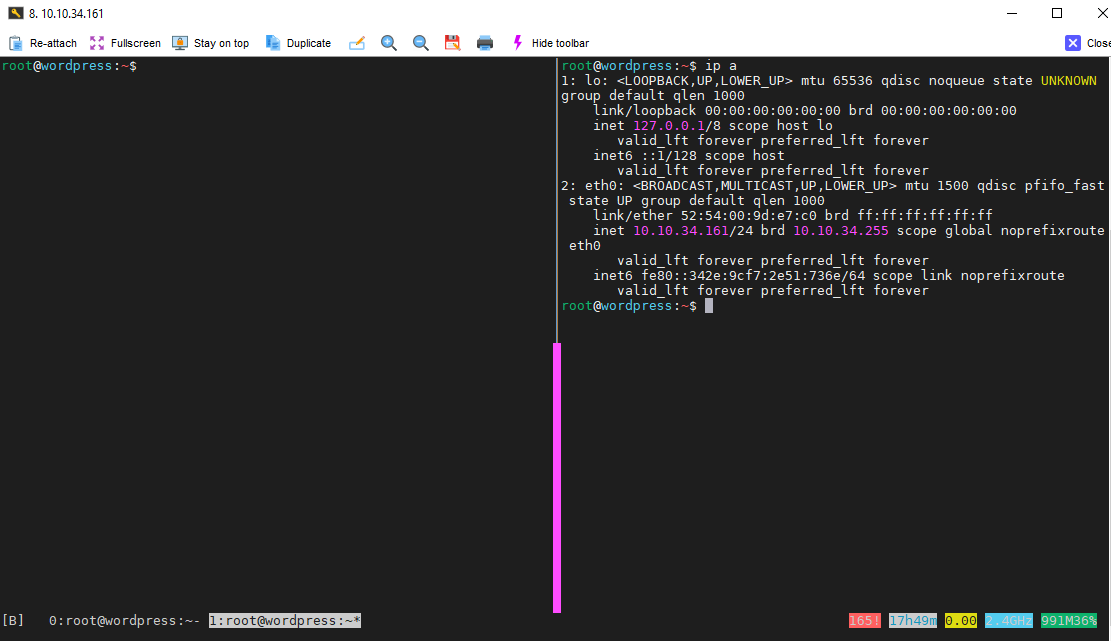 8. 10.10.34.161
Re-attach Fullscreen Stay on top Duplicate Hide toolbar Close
root@wordpress:~$
root@wordpress:~$ ip a
1: lo: <LOOPBACK,UP,LOWER_UP> mtu 65536 qdisc noqueue state UNKNOWN
group default qlen 1000
    link/loopback 00:00:00:00:00:00 brd 00:00:00:00:00:00
    inet 127.0.0.1/8 scope host lo
       valid_lft forever preferred_lft forever
    inet6 ::1/128 scope host
       valid_lft forever preferred_lft forever
2: eth0: <BROADCAST,MULTICAST,UP,LOWER_UP> mtu 1500 qdisc pfifo_fast
 state UP group default qlen 1000
    link/ether 52:54:00:9d:e7:c0 brd ff:ff:ff:ff:ff:ff
    inet 10.10.34.161/24 brd 10.10.34.255 scope global noprefixroute
 eth0
       valid_lft forever preferred_lft forever
    inet6 fe80::342e:9cf7:2e51:736e/64 scope link noprefixroute
       valid_lft forever preferred_lft forever
root@wordpress:~$
[B] 0:root@wordpress:~- 1:root@wordpress:~* 165! 17h49m 0.00 2.4GHz 991M36%